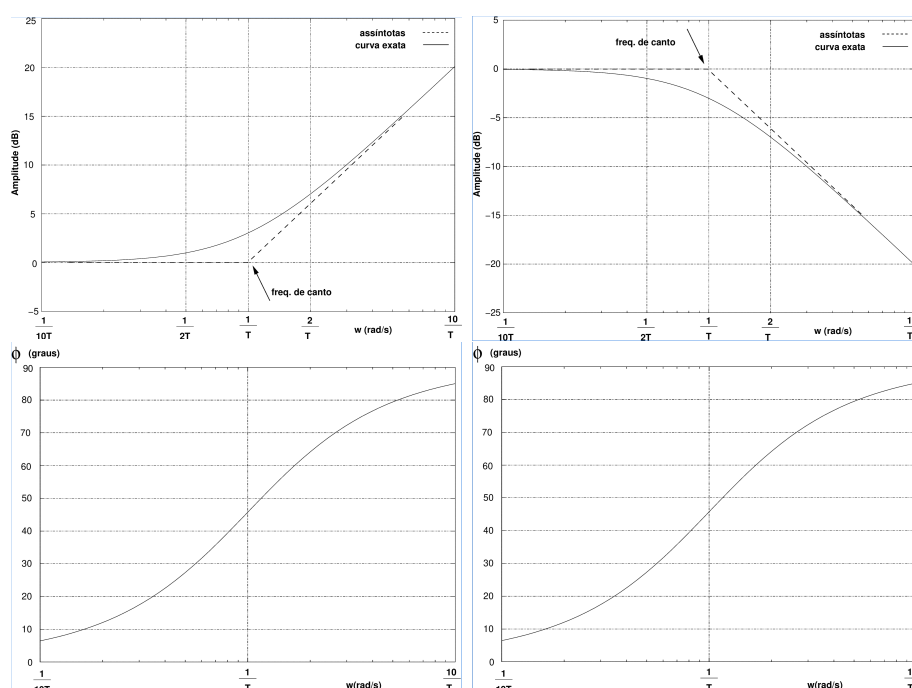 25
20
15
10
5
0
−5
Amplitude (dB)
assíntotas
curva exata
freq. de canto
1
10T
1
2T
1
T
2
T
w (rad/s)
10
T
5
0
−5
−10
−15
−20
−25
Amplitude (dB)
freq. de canto
assíntotas
curva exata
1
10T
1
2T
1
T
2
T
w (rad/s)
ϕ (graus)
90
80
70
60
50
40
30
20
10
0
1
1
T
w(rad/s)
10
T
ϕ (graus)
90
80
70
60
50
40
30
20
10
0
1
1
T
w(rad/s)